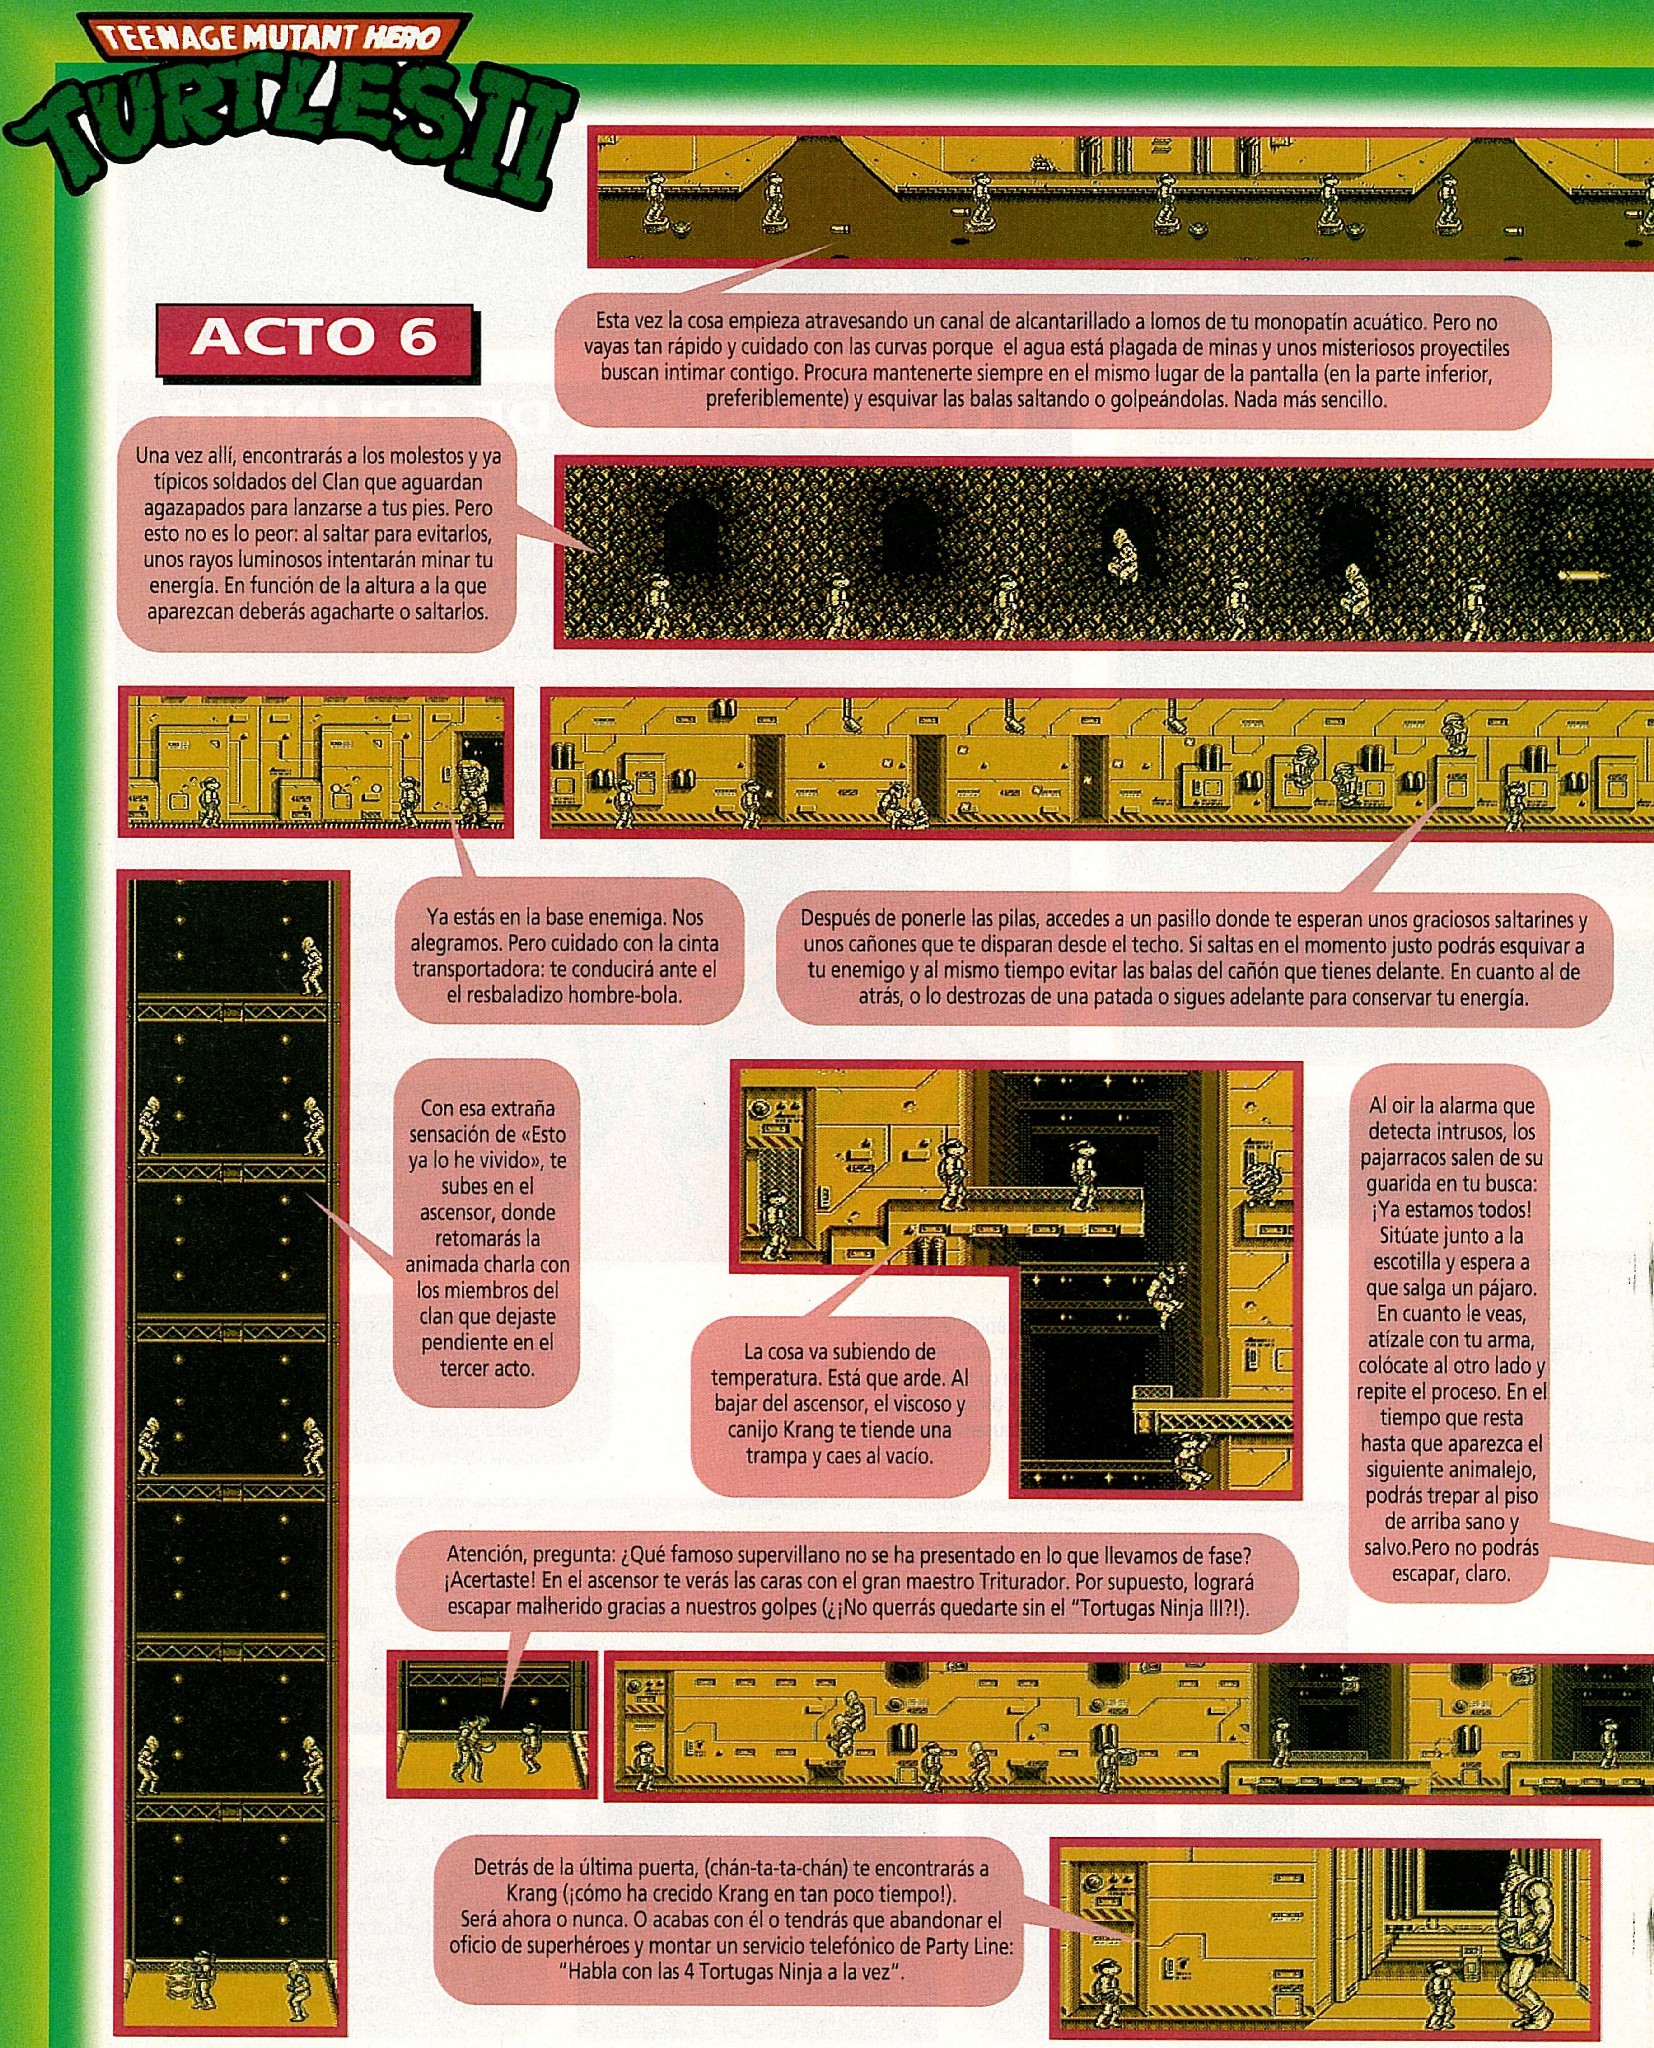 TEENAGE MUTANT HERO
TURTLES II
ACTO 6
Esta vez la cosa empieza atravesando un canal de alcantarillado a lomos de tu monopatín acuático. Pero no
vayas tan rápido y cuidado con las curvas porque el agua está plagada de minas y unos misteriosos proyectiles
buscan intimar contigo. Procura mantenerte siempre en el mismo lugar de la pantalla (en la parte inferior,
preferiblemente) y esquivar las balas saltando o golpeándolas. Nada más sencillo.
Una vez allí, encontrarás a los molestos y ya
típicos soldados del Clan que aguardan
agazapados para lanzarse a tus pies. Pero
esto no es lo peor: al saltar para evitarlos,
unos rayos luminosos intentarán minar tu
energía. En función de la altura a la que
aparezcan deberás agacharte o saltarlos.
Ya estás en la base enemiga. Nos
alegramos. Pero cuidado con la cinta
transportadora: te conducirá ante el
el resbaladizo hombre-bola.
Después de ponerle las pilas, accedes a un pasillo donde te esperan unos graciosos saltarines y
unos cañones que te disparan desde el techo. Si saltas en el momento justo podrás esquivar a
tu enemigo y al mismo tiempo evitar las balas del cañón que tienes delante. En cuanto al de
atrás, o lo destrozas de una patada o sigues adelante para conservar tu energía.
Con esa extraña
sensación de «Esto
ya lo he vivido», te
subes en el
ascensor, donde
retomarás la
animada charla con
los miembros del
clan que dejaste
pendiente en el
tercer acto.
La cosa va subiendo de
temperatura. Está que arde. Al
bajar del ascensor, el viscoso y
canijo Krang te tiende una
trampa y caes al vacío.
Al oir la alarma que
detecta intrusos, los
pajarracos salen de su
guarida en tu busca:
¡Ya estamos todos!
Sitúate junto a la
escotilla y espera a
que salga un pájaro.
En cuanto le veas,
atízale con tu arma,
colócate al otro lado y
repite el proceso. En el
tiempo que resta
hasta que aparezca el
siguiente animalejo,
podrás trepar al piso
de arriba sano y
salvo.Pero no podrás
escapar, claro.
Atención, pregunta: ¿Qué famoso supervillano no se ha presentado en lo que llevamos de fase?
¡Acertaste! En el ascensor te verás las caras con el gran maestro Triturador. Por supuesto, logrará
escapar malherido gracias a nuestros golpes (¿¡No querrás quedarte sin el "Tortugas Ninja III?!).
Detrás de la última puerta, (chán-ta-ta-chán) te encontrarás a
Krang (¡cómo ha crecido Krang en tan poco tiempo!).
Será ahora o nunca. O acabas con él o tendrás que abandonar el
oficio de superhéroes y montar un servicio telefónico de Party Line:
"Habla con las 4 Tortugas Ninja a la vez".